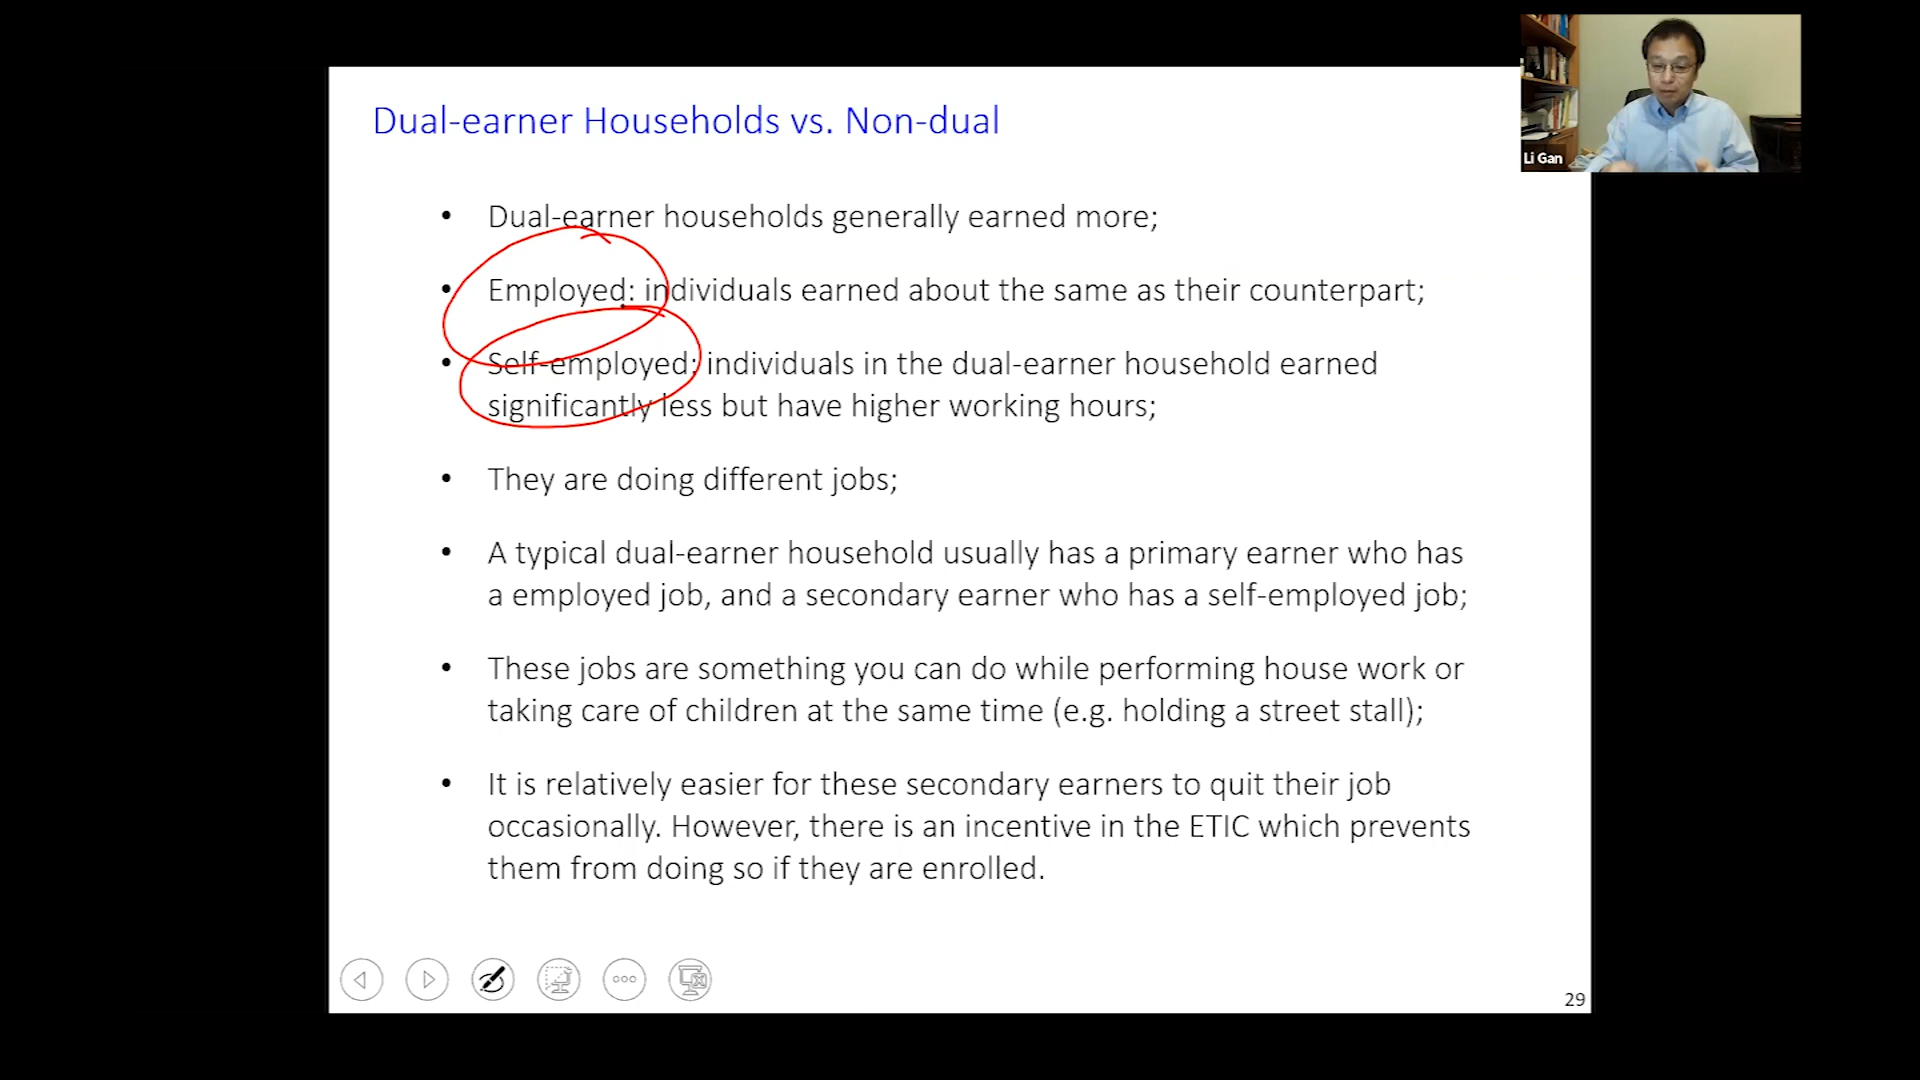 Li Gan
Dual-earner Households vs. Non-dual
• Dual-earner households generally earned more;
• Employed: individuals earned about the same as their counterpart;
• Self-employed: individuals in the dual-earner household earned
significantly less but have higher working hours;
• They are doing different jobs;
• A typical dual-earner household usually has a primary earner who has
a employed job, and a secondary earner who has a self-employed job;
• These jobs are something you can do while performing house work or
taking care of children at the same time (e.g. holding a street stall);
• It is relatively easier for these secondary earners to quit their job
occasionally. However, there is an incentive in the ETIC which prevents
them from doing so if they are enrolled.
29